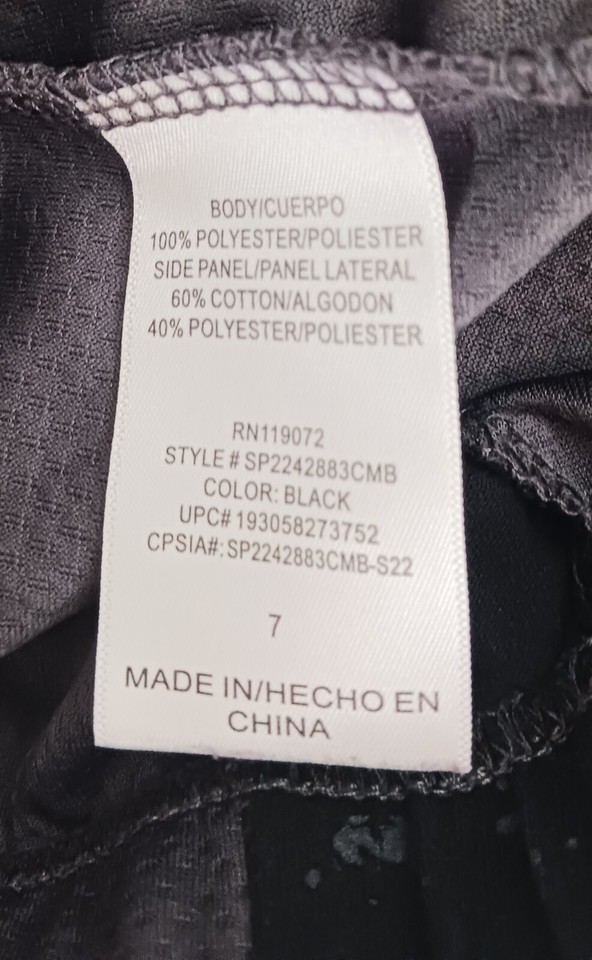 BODY/CUERPO
100% POLYESTER/POLIESTER
SIDE PANEL/PANEL LATERAL
60% COTTON/ALGODON
40% POLYESTER/POLIESTER
RN119072
STYLE # SP2242883CMB
COLOR: BLACK
UPC# 193058273752
CPSIA#: SP2242883CMB-S22
7
MADE IN/HECHO EN
CHINA